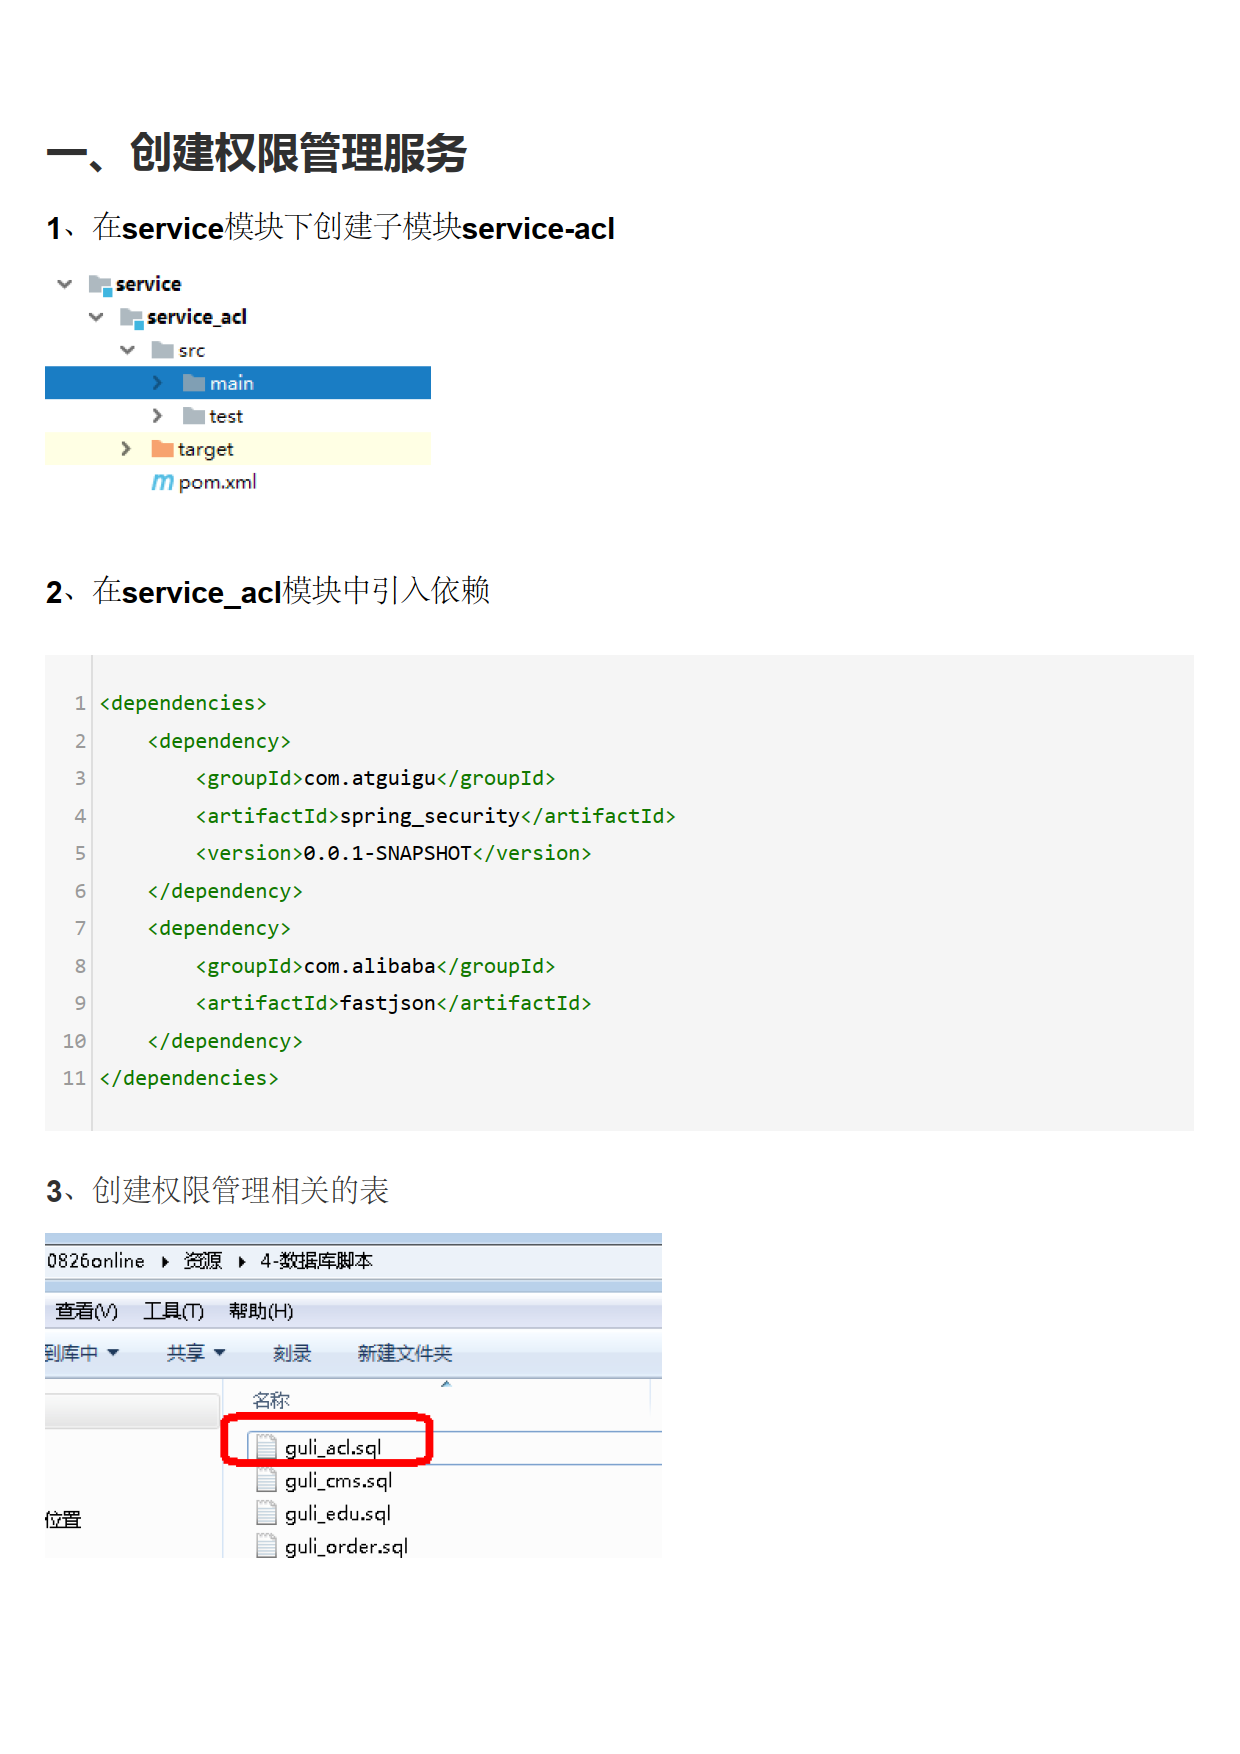 一、创建权限管理服务
1、在service模块下创建子模块service-acl
service
service_acl
src
main
test
target
pom.xml
2、在service_acl模块中引入依赖
1 <dependencies>
2     <dependency>
3         <groupId>com.atguigu</groupId>
4         <artifactId>spring_security</artifactId>
5         <version>0.0.1-SNAPSHOT</version>
6     </dependency>
7     <dependency>
8         <groupId>com.alibaba</groupId>
9         <artifactId>fastjson</artifactId>
10     </dependency>
11 </dependencies>
3、创建权限管理相关的表
0826online ▸ 资源 ▸ 4-数据库脚本
查看(V) 工具(T) 帮助(H)
到库中 共享 刻录 新建文件夹
名称
guli_acl.sql
guli_cms.sql
位置
guli_edu.sql
guli_order.sql